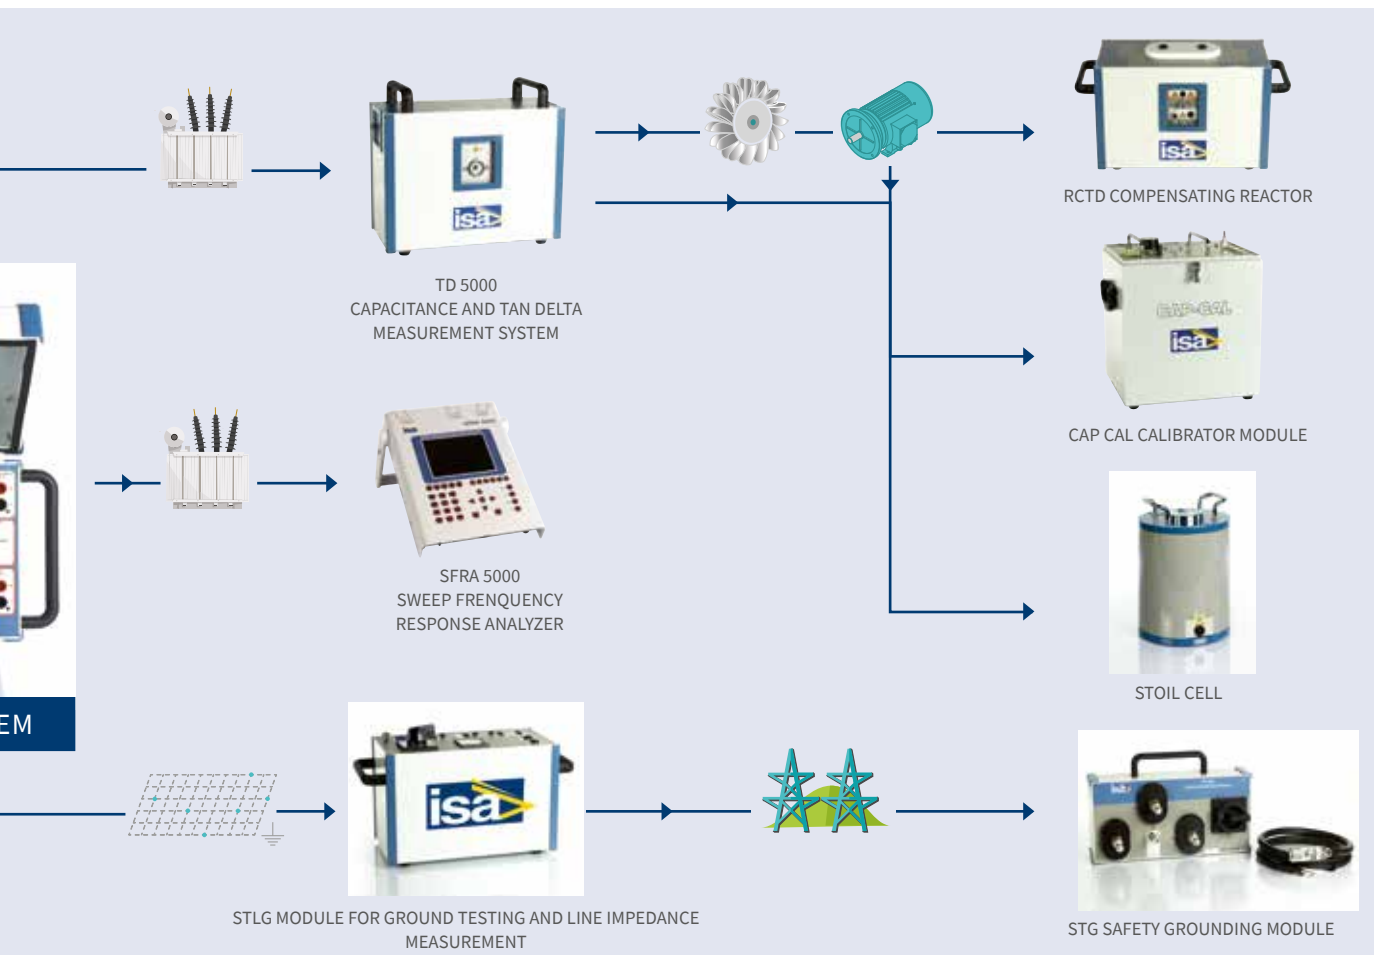 isa
isa
RCTD COMPENSATING REACTOR
TD 5000
CAPACITANCE AND TAN DELTA
MEASUREMENT SYSTEM
CAP-CAL
isa
CAP CAL CALIBRATOR MODULE
SFRA 5000
SWEEP FRENQUENCY
RESPONSE ANALYZER
STOIL CELL
EM
isa
STLG MODULE FOR GROUND TESTING AND LINE IMPEDANCE
MEASUREMENT
STG SAFETY GROUNDING MODULE